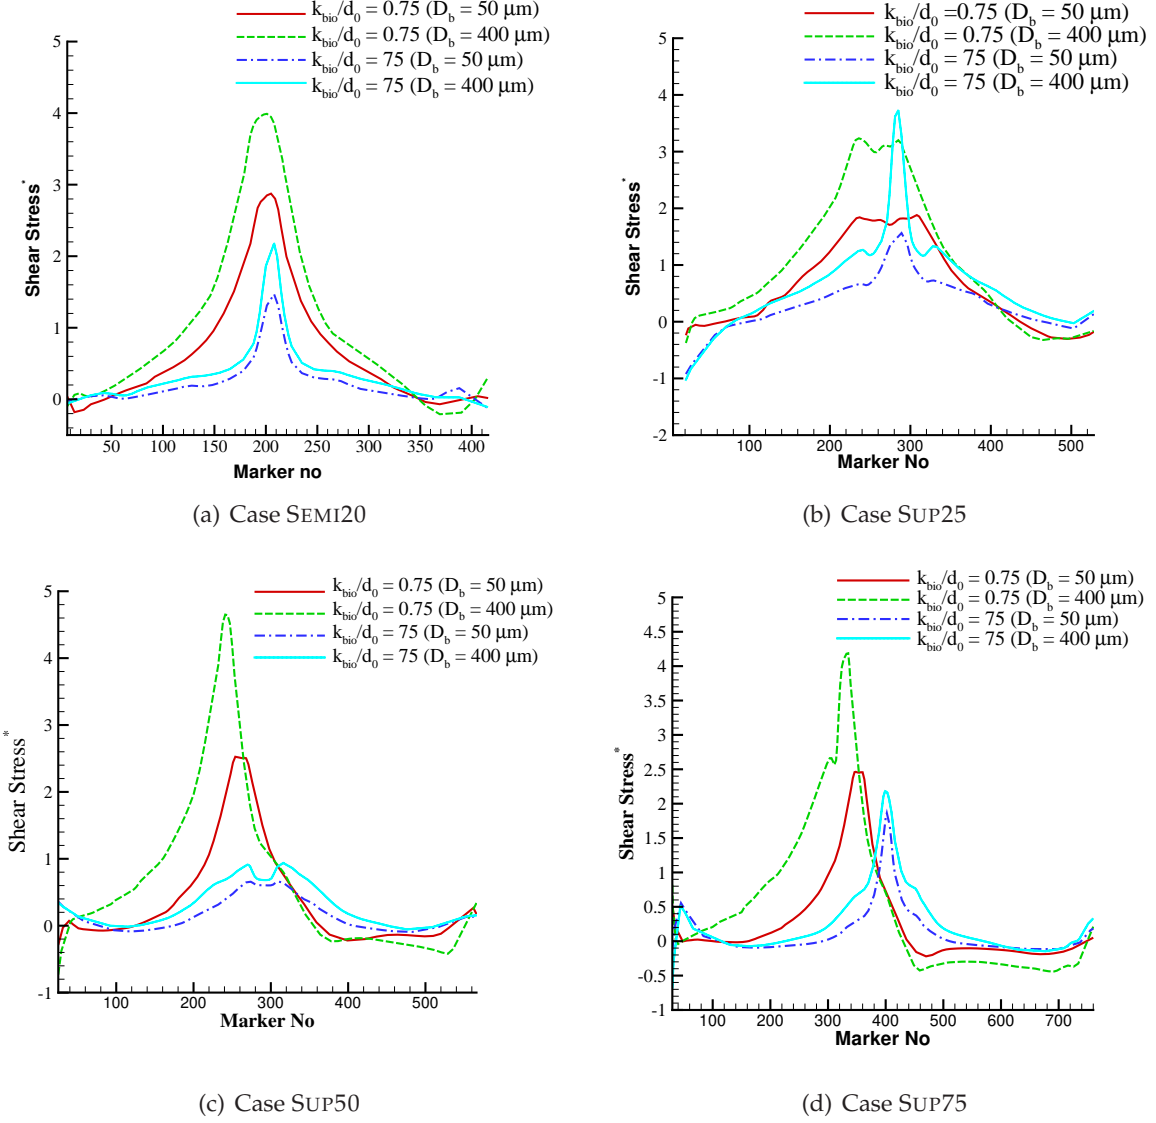 k_bio/d_0 = 0.75 (D_b = 50 µm)
k_bio/d_0 = 0.75 (D_b = 400 µm)
k_bio/d_0 = 75 (D_b = 50 µm)
k_bio/d_0 = 75 (D_b = 400 µm)
5
4
3
2
1
0
Shear Stress*
50 100 150 200 250 300 350 400
Marker no
(a) Case SEMI20
k_bio/d_0 =0.75 (D_b = 50 µm)
k_bio/d_0 = 0.75 (D_b = 400 µm)
k_bio/d_0 = 75 (D_b = 50 µm)
k_bio/d_0 = 75 (D_b = 400 µm)
5
4
3
2
1
0
-1
-2
Shear Stress*
100 200 300 400 500
Marker No
(b) Case SUP25
k_bio/d_0 = 0.75 (D_b = 50 µm)
k_bio/d_0 = 0.75 (D_b = 400 µm)
k_bio/d_0 = 75 (D_b = 50 µm)
k_bio/d_0 = 75 (D_b = 400 µm)
5
4
3
2
1
0
-1
Shear Stress*
100 200 300 400 500
Marker No
(c) Case SUP50
k_bio/d_0 = 0.75 (D_b = 50 µm)
k_bio/d_0 = 0.75 (D_b = 400 µm)
k_bio/d_0 = 75 (D_b = 50 µm)
k_bio/d_0 = 75 (D_b = 400 µm)
5
4.5
4
3.5
3
2.5
2
1.5
1
0.5
0
-0.5
-1
Shear Stress*
100 200 300 400 500 600 700
Marker No
(d) Case SUP75